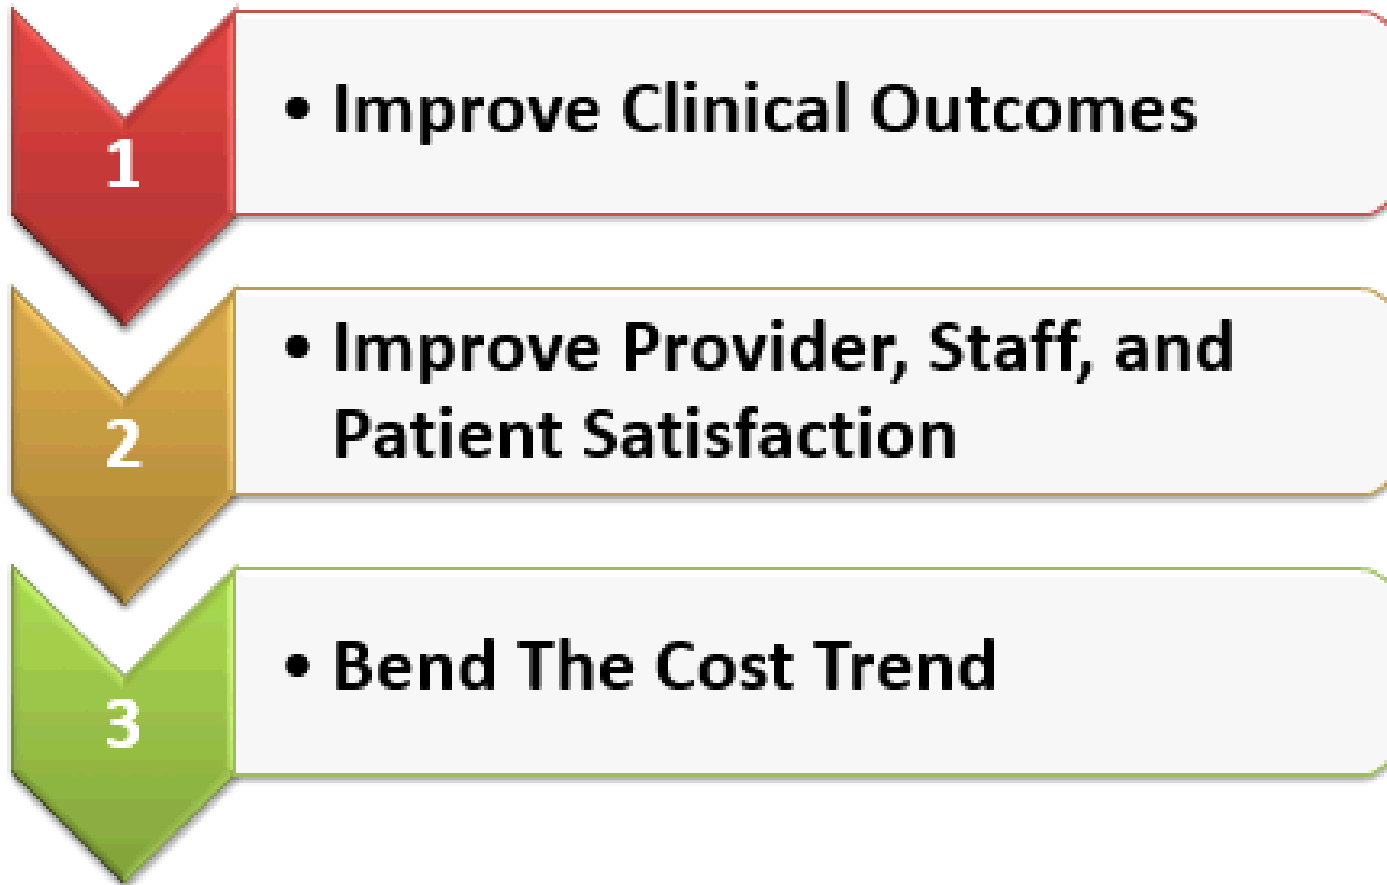 1
• Improve Clinical Outcomes
2
• Improve Provider, Staff, and
Patient Satisfaction
3
• Bend The Cost Trend